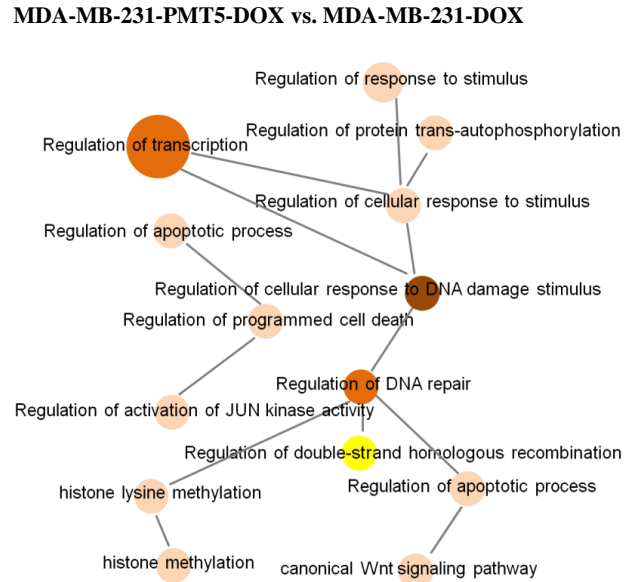 MDA-MB-231-PMT5-DOX vs. MDA-MB-231-DOX
Regulation of response to stimulus
Regulation of protein trans-autophosphorylation
Regulation of transcription
Regulation of cellular response to stimulus
Regulation of apoptotic process
Regulation of cellular response to DNA damage stimulus
Regulation of programmed cell death
Regulation of DNA repair
Regulation of activation of JUN kinase activity
Regulation of double-strand homologous recombination
Regulation of apoptotic process
histone lysine methylation
histone methylation
canonical Wnt signaling pathway